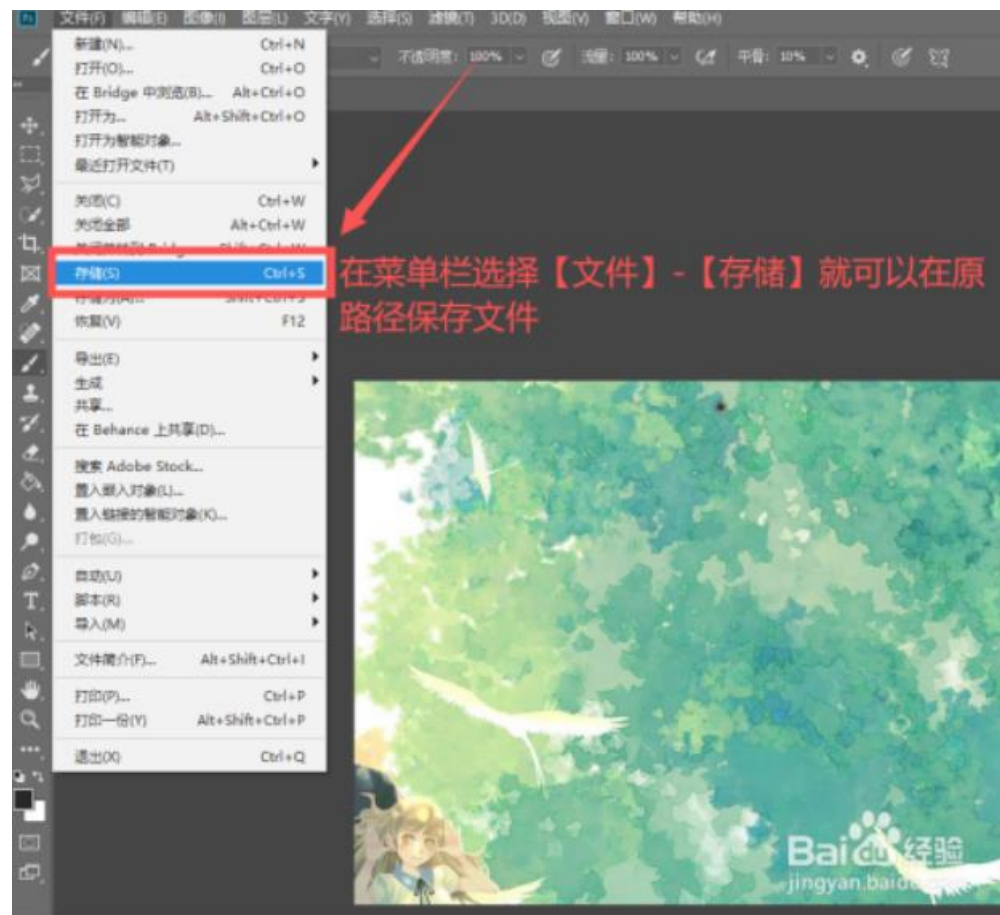 Ps 文件(F) 编辑(E) 图像(I) 图层(L) 文字(Y) 选择(S) 滤镜(T) 3D(D) 视图(V) 窗口(W) 帮助(H)
不透明度: 100% 流量: 100% 平滑: 10%
新建(N)... Ctrl+N
打开(O)... Ctrl+O
在 Bridge 中浏览(B)... Alt+Ctrl+O
打开为... Alt+Shift+Ctrl+O
打开为智能对象...
最近打开文件(T)
关闭(C) Ctrl+W
关闭全部 Alt+Ctrl+W
存储(S) Ctrl+S
恢复(V) F12
在菜单栏选择【文件】-【存储】就可以在原
路径保存文件
导出(E)
生成
共享...
在 Behance 上共享(D)...
搜索 Adobe Stock...
置入嵌入对象(L)...
置入链接的智能对象(K)...
打包(G)...
自动(U)
脚本(R)
导入(M)
文件简介(F)... Alt+Shift+Ctrl+I
打印(P)... Ctrl+P
打印一份(Y) Alt+Shift+Ctrl+P
退出(X) Ctrl+Q
Bai du 经验
jingyan.baidu